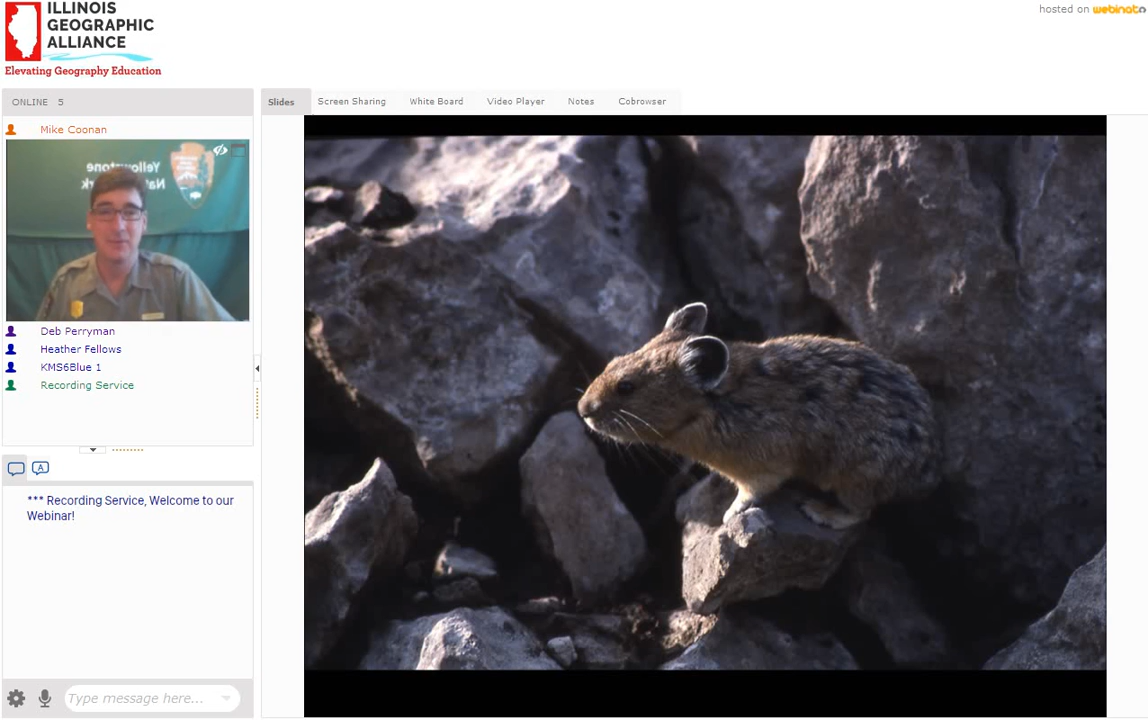 ILLINOIS
GEOGRAPHIC
ALLIANCE
Elevating Geography Education
hosted on webinato
ONLINE 5
Slides
Screen Sharing
White Board
Video Player
Notes
Cobrowser
Mike Coonan
Yellowstone
Deb Perryman
Heather Fellows
KMS6Blue 1
Recording Service
A
*** Recording Service, Welcome to our
Webinar!
Type message here...